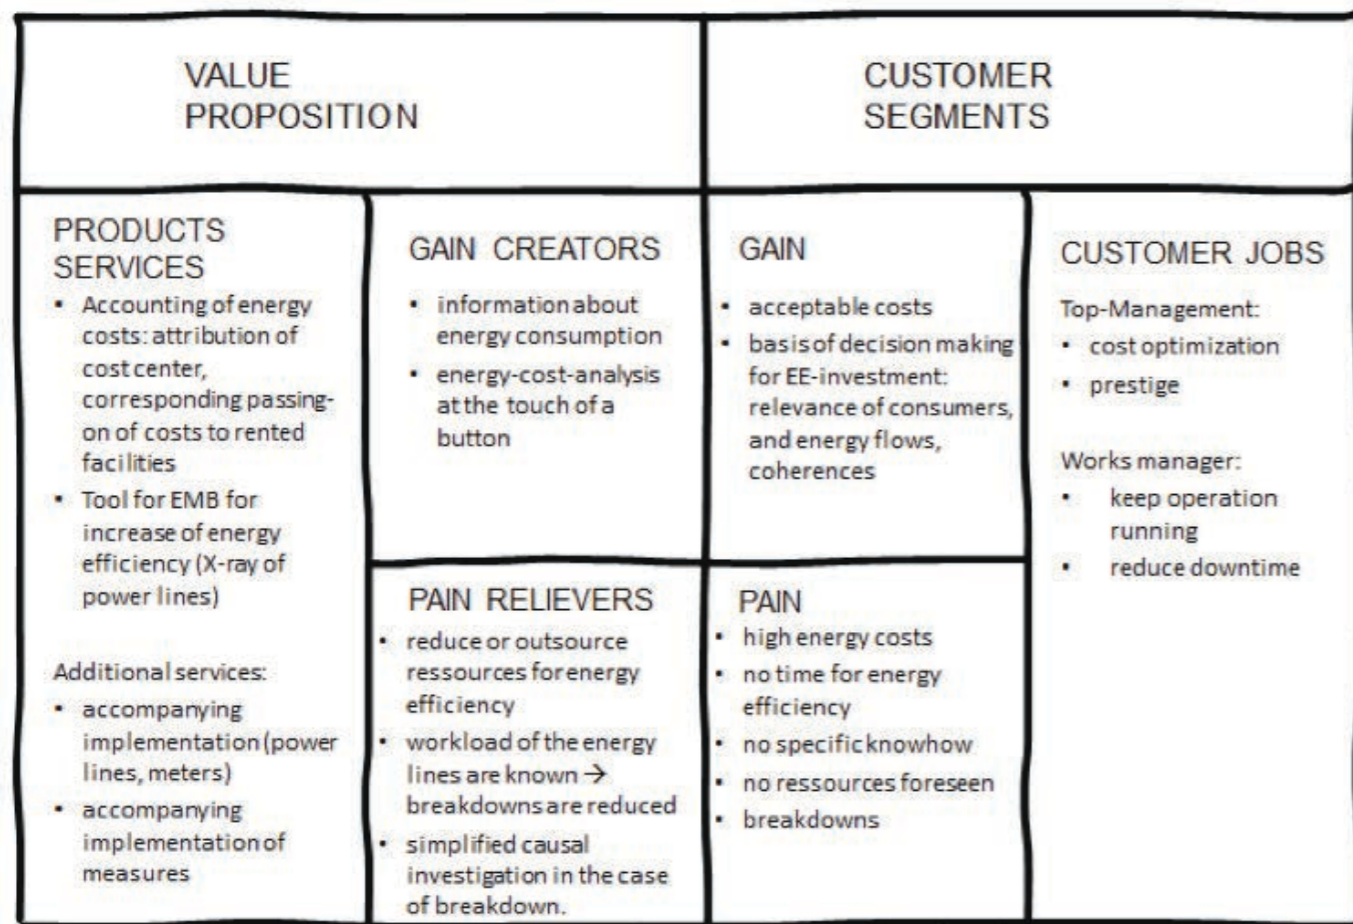 VALUE
PROPOSITION
CUSTOMER
SEGMENTS
PRODUCTS
SERVICES
• Accounting of energy
costs: attribution of
cost center,
corresponding passing-
on of costs to rented
facilities
• Tool for EMB for
increase of energy
efficiency (X-ray of
power lines)
Additional services:
• accompanying
implementation (power
lines, meters)
• accompanying
implementation of
measures
GAIN CREATORS
• information about
energy consumption
• energy-cost-analysis
at the touch of a
button
PAIN RELIEVERS
• reduce or outsource
ressources for energy
efficiency
• workload of the energy
lines are known →
breakdowns are reduced
• simplified causal
investigation in the case
of breakdown.
GAIN
• acceptable costs
• basis of decision making
for EE-investment:
relevance of consumers,
and energy flows,
coherences
PAIN
• high energy costs
• no time for energy
efficiency
• no specific knowhow
• no ressources foreseen
• breakdowns
CUSTOMER JOBS
Top-Management:
• cost optimization
• prestige
Works manager:
• keep operation
running
• reduce downtime